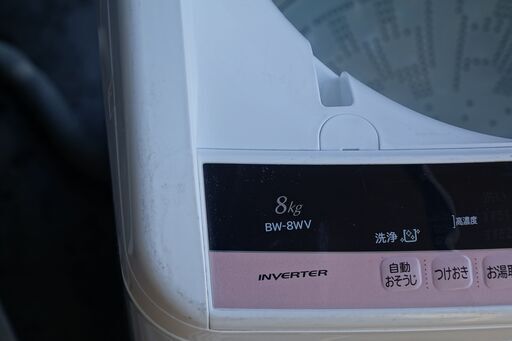 8kg
BW-8WV
高濃度
洗浄
INVERTER
自動
おそうじ
つけおき
お湯取